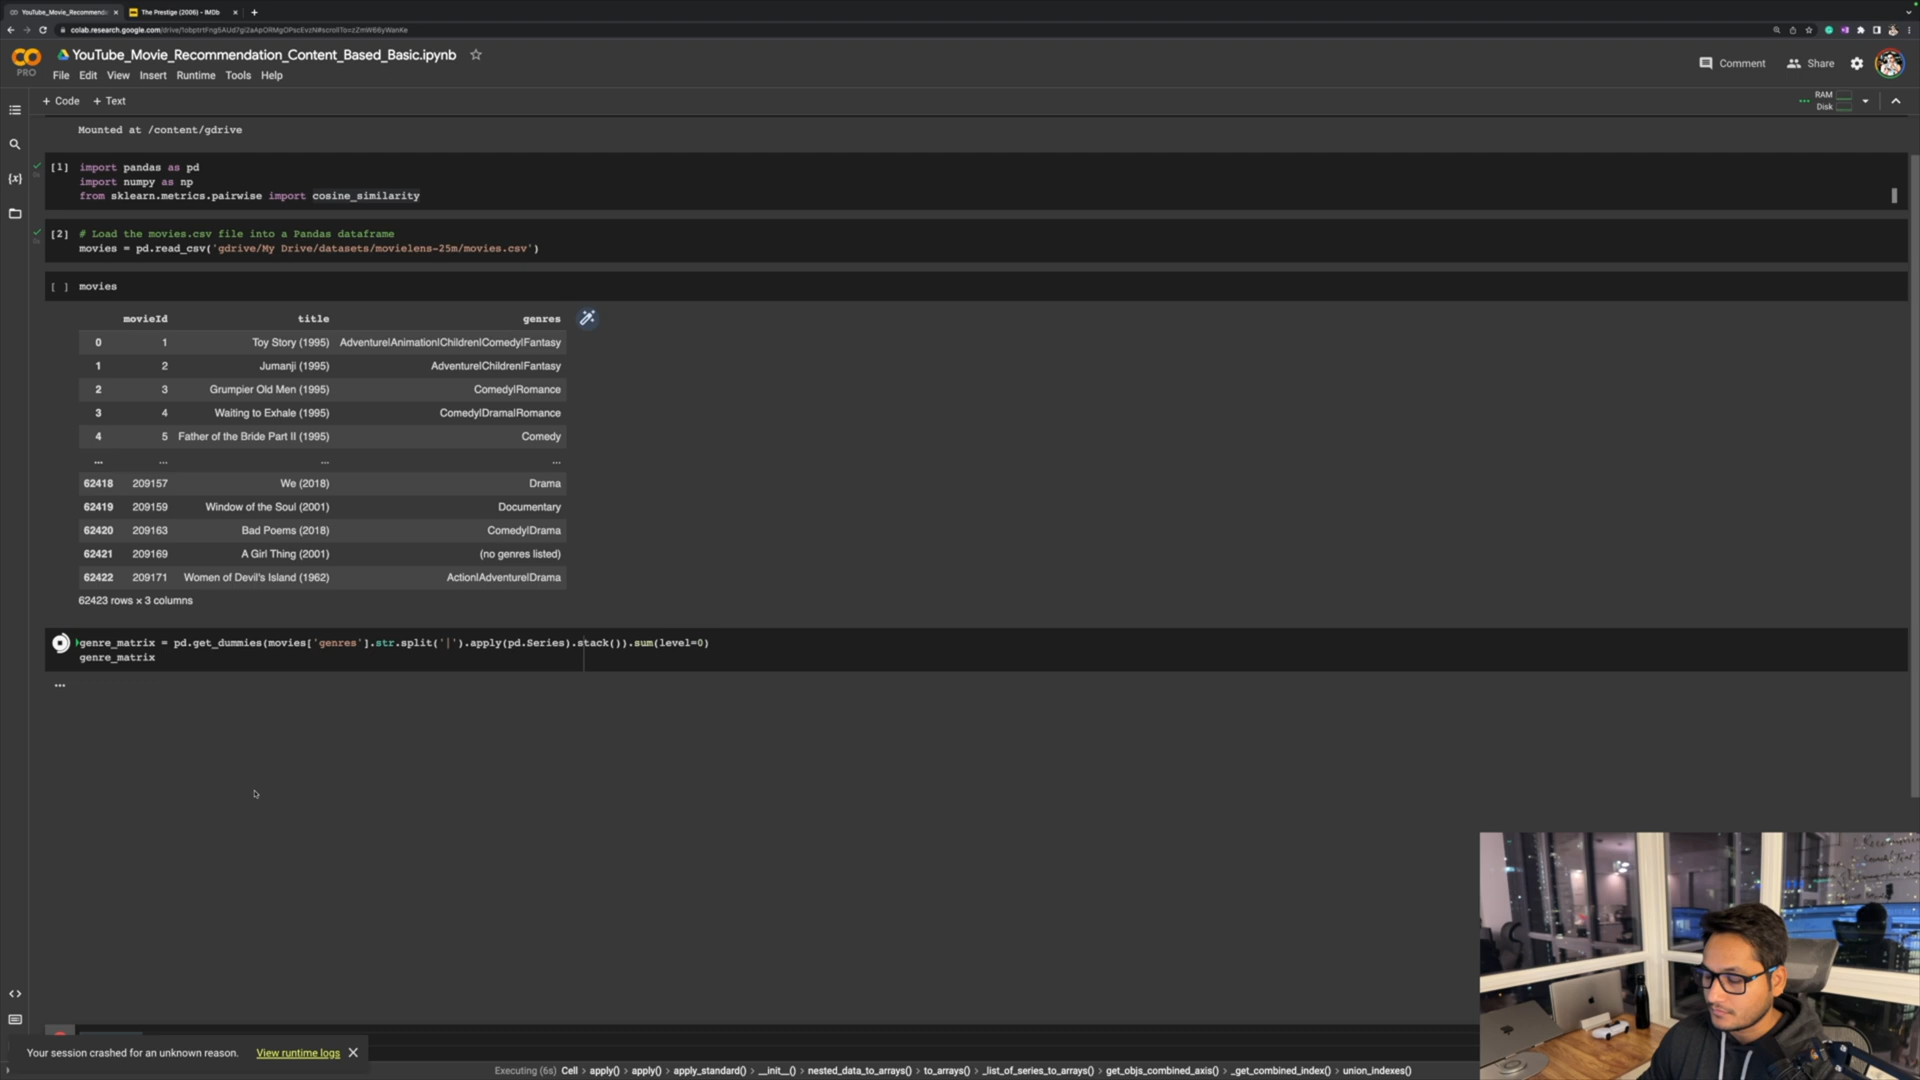 YouTube_Movie_Recommenda
The Prestige (2006) - IMDb
YouTube_Movie_Recommendation_Content_Based_Basic.ipynb
PRO
File Edit View Insert Runtime Tools Help
Comment
Share
+ Code + Text
RAM
Disk
Mounted at /content/gdrive
[1] import pandas as pd
import numpy as np
from sklearn.metrics.pairwise import cosine_similarity
[2] # Load the movies.csv file into a Pandas dataframe
movies = pd.read_csv('gdrive/My Drive/datasets/movielens-25m/movies.csv')
[ ] movies
movieId title genres
0 1 Toy Story (1995) Adventure|Animation|Children|Comedy|Fantasy
1 2 Jumanji (1995) Adventure|Children|Fantasy
2 3 Grumpier Old Men (1995) Comedy|Romance
3 4 Waiting to Exhale (1995) Comedy|Drama|Romance
4 5 Father of the Bride Part II (1995) Comedy
... ... ... ...
62418 209157 We (2018) Drama
62419 209159 Window of the Soul (2001) Documentary
62420 209163 Bad Poems (2018) Comedy|Drama
62421 209169 A Girl Thing (2001) (no genres listed)
62422 209171 Women of Devil's Island (1962) Action|Adventure|Drama
62423 rows × 3 columns
genre_matrix = pd.get_dummies(movies['genres'].str.split('|').apply(pd.Series).stack()).sum(level=0)
genre_matrix
...
Your session crashed for an unknown reason. View runtime logs
Executing (6s) Cell > apply() > apply() > apply_standard() > __init__() > nested_data_to_arrays() > to_arrays() > _list_of_series_to_arrays() > get_objs_combined_axis() > _get_combined_index() > union_indexes()